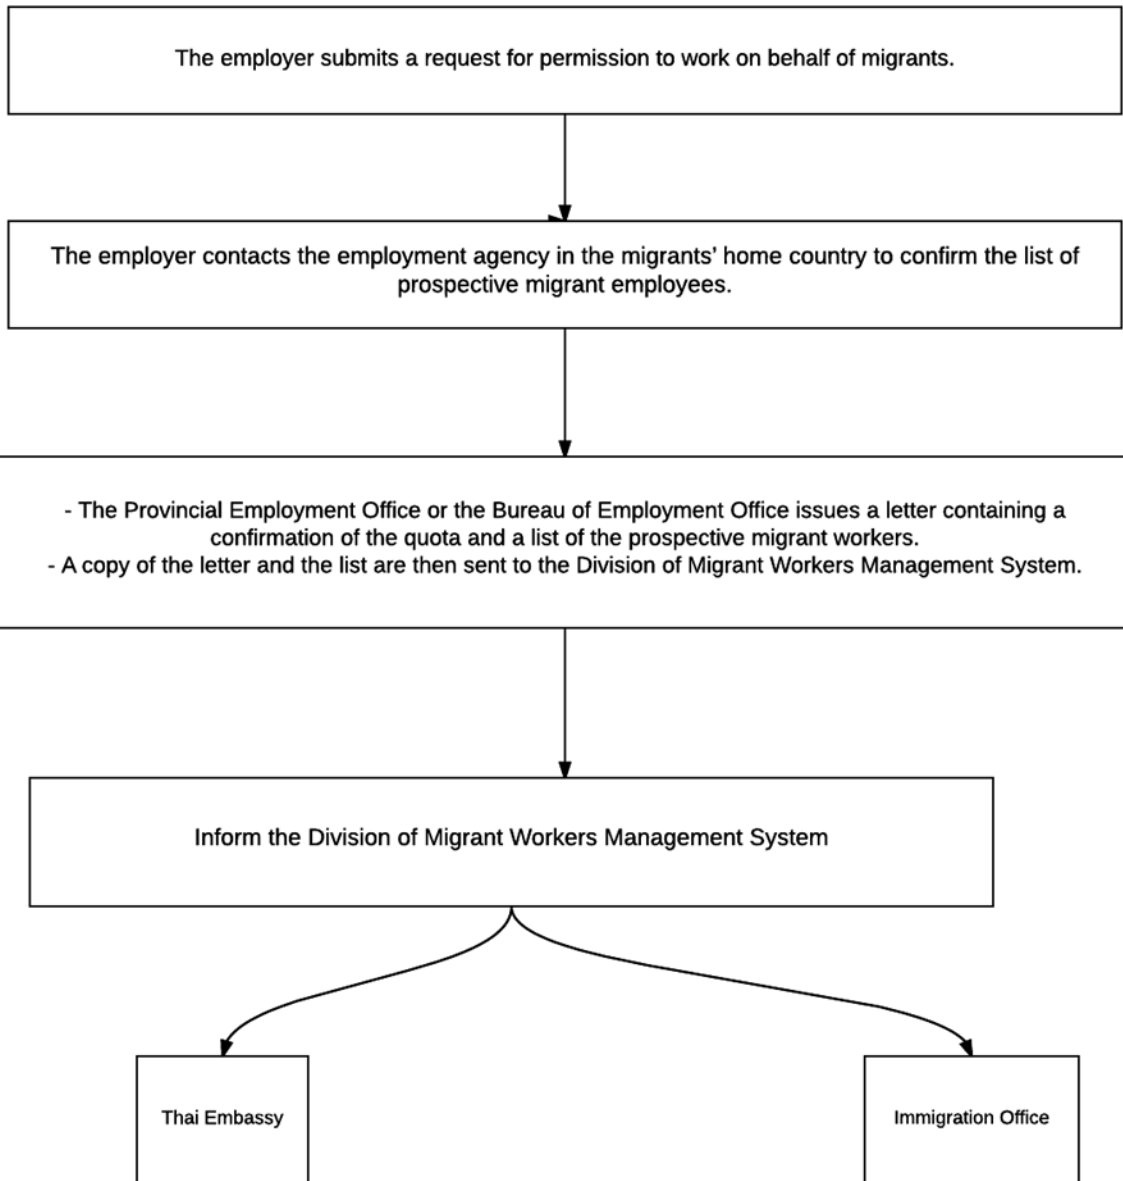 The employer submits a request for permission to work on behalf of migrants.
The employer contacts the employment agency in the migrants’ home country to confirm the list of
prospective migrant employees.
- The Provincial Employment Office or the Bureau of Employment Office issues a letter containing a
confirmation of the quota and a list of the prospective migrant workers.
- A copy of the letter and the list are then sent to the Division of Migrant Workers Management System.
Inform the Division of Migrant Workers Management System
Thai Embassy
Immigration Office